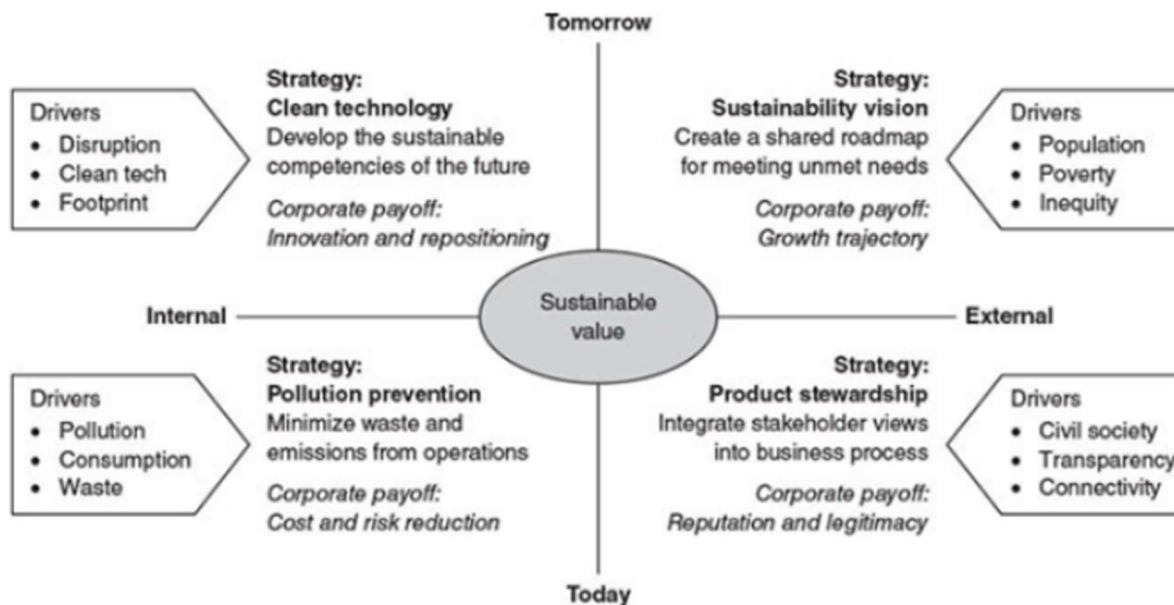 Tomorrow
Drivers
• Disruption
• Clean tech
• Footprint
Strategy:
Clean technology
Develop the sustainable
competencies of the future
Corporate payoff:
Innovation and repositioning
Strategy:
Sustainability vision
Create a shared roadmap
for meeting unmet needs
Corporate payoff:
Growth trajectory
Drivers
• Population
• Poverty
• Inequity
Internal
Sustainable
value
External
Drivers
• Pollution
• Consumption
• Waste
Strategy:
Pollution prevention
Minimize waste and
emissions from operations
Corporate payoff:
Cost and risk reduction
Strategy:
Product stewardship
Integrate stakeholder views
into business process
Corporate payoff:
Reputation and legitimacy
Drivers
• Civil society
• Transparency
• Connectivity
Today